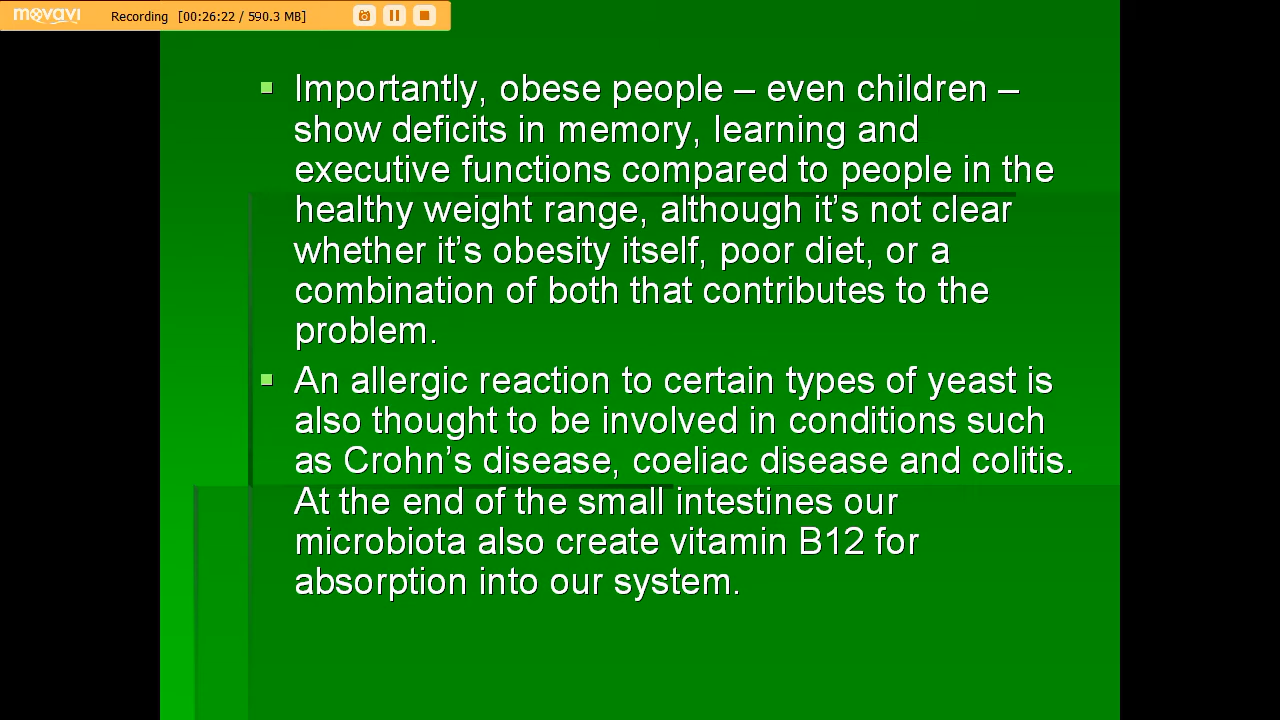 movavi Recording [00:26:22 / 590.3 MB]
Importantly, obese people – even children –
show deficits in memory, learning and
executive functions compared to people in the
healthy weight range, although it’s not clear
whether it’s obesity itself, poor diet, or a
combination of both that contributes to the
problem.
An allergic reaction to certain types of yeast is
also thought to be involved in conditions such
as Crohn’s disease, coeliac disease and colitis.
At the end of the small intestines our
microbiota also create vitamin B12 for
absorption into our system.